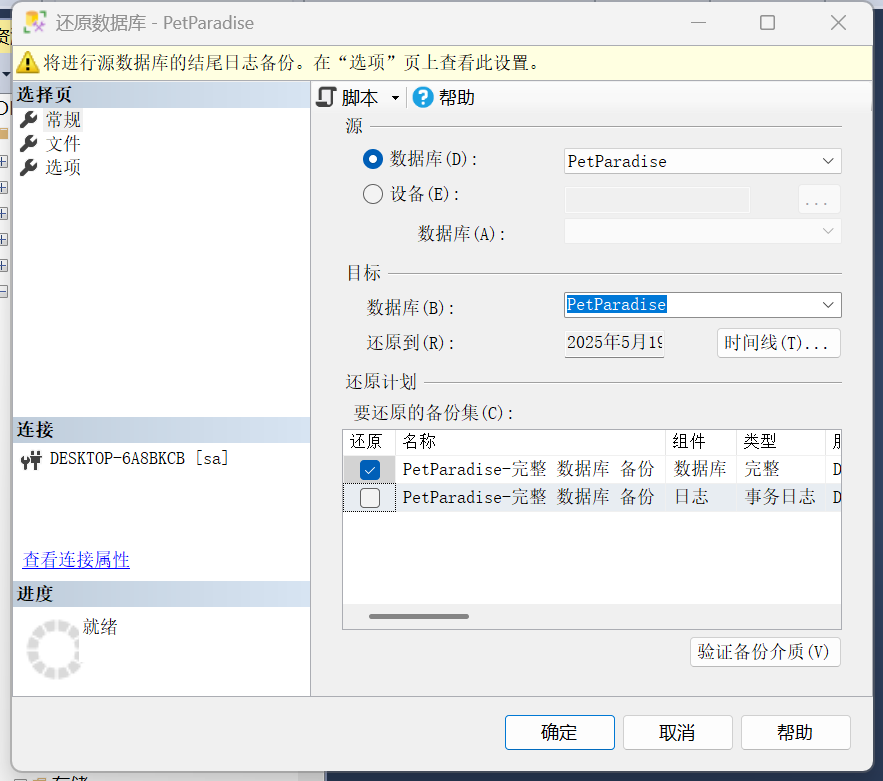 还原数据库 - PetParadise
将进行源数据库的结尾日志备份。在“选项”页上查看此设置。
选择页
常规
文件
选项
脚本
帮助
源
数据库(D):
PetParadise
设备(E):
...
数据库(A):
目标
数据库(B):
PetParadise
还原到(R):
2025年5月19
时间线(T)...
还原计划
要还原的备份集(C):
还原 名称 组件 类型
PetParadise-完整 数据库 备份 数据库 完整 D
PetParadise-完整 数据库 备份 日志 事务日志 D
连接
DESKTOP-6A8BKCB [sa]
查看连接属性
进度
就绪
验证备份介质(V)
确定
取消
帮助